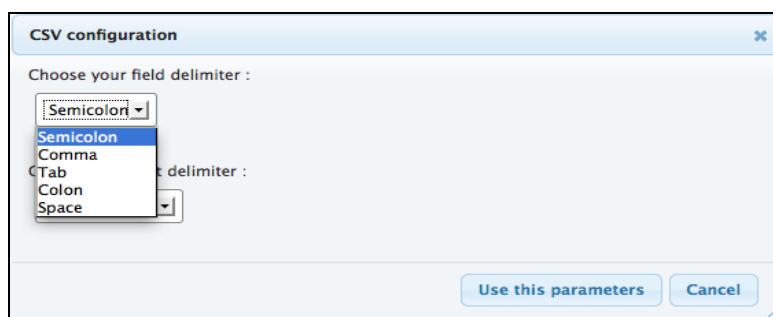 CSV configuration
Choose your field delimiter :
Semicolon
Semicolon
Comma
Tab
Colon
Space
delimiter :
Use this parameters
Cancel